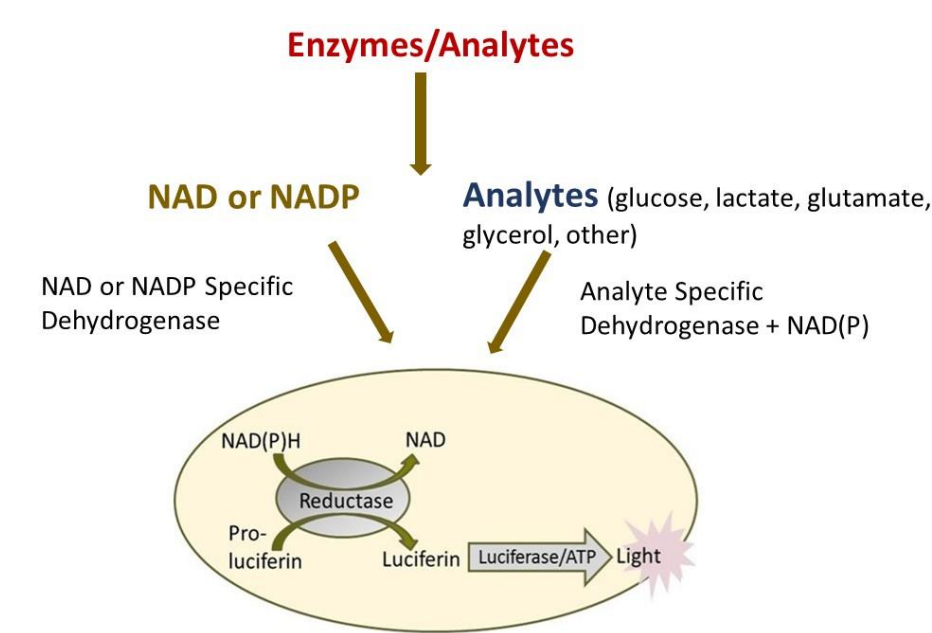 Enzymes/Analytes
NAD or NADP
Analytes (glucose, lactate, glutamate,
glycerol, other)
NAD or NADP Specific
Dehydrogenase
Analyte Specific
Dehydrogenase + NAD(P)
NAD(P)H
NAD
Reductase
Pro-
luciferin
Luciferin
Luciferase/ATP
Light